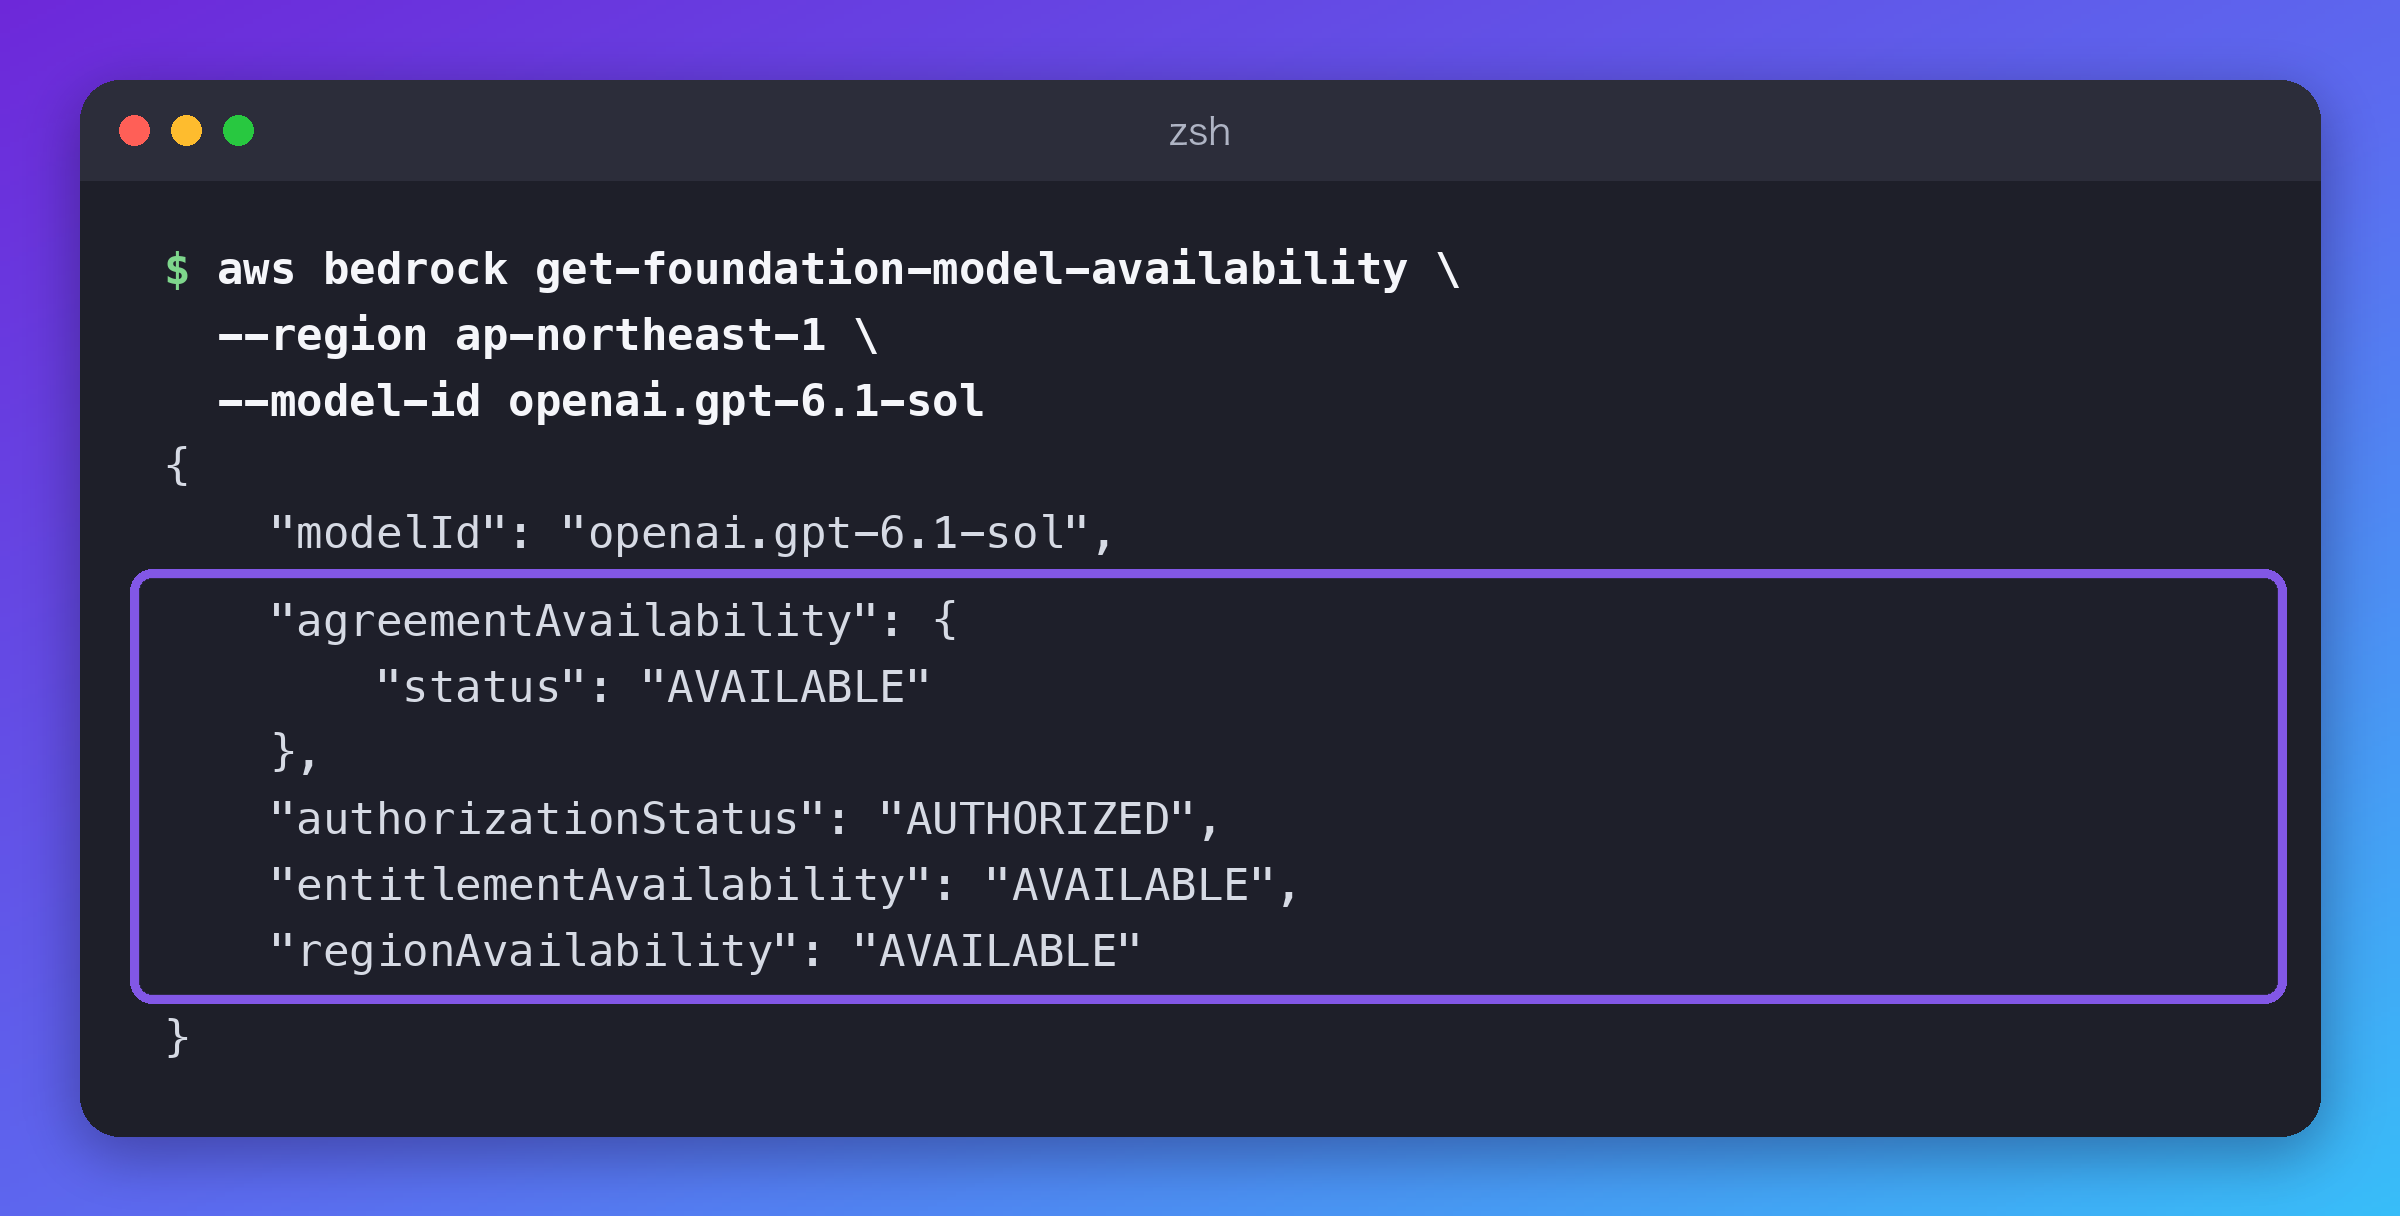 zsh
$ aws bedrock get-foundation-model-availability \
  --region ap-northeast-1 \
  --model-id openai.gpt-6.1-sol
{
    "modelId": "openai.gpt-6.1-sol",
    "agreementAvailability": {
        "status": "AVAILABLE"
    },
    "authorizationStatus": "AUTHORIZED",
    "entitlementAvailability": "AVAILABLE",
    "regionAvailability": "AVAILABLE"
}